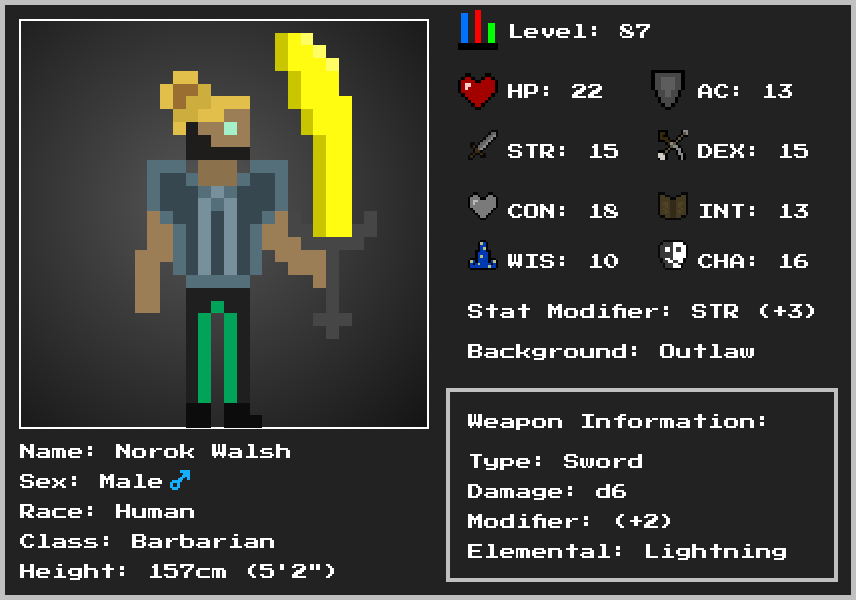 Level: 87
HP: 22
AC: 13
STR: 15
DEX: 15
CON: 18
INT: 13
WIS: 10
CHA: 16
Stat Modifier: STR (+3)
Background: Outlaw
Weapon Information:
Type: Sword
Damage: d6
Modifier: (+2)
Elemental: Lightning
Name: Norok Walsh
Sex: Male♂
Race: Human
Class: Barbarian
Height: 157cm (5'2")